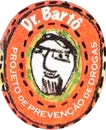 Dr. Bartô
PROJETO DE PREVENÇÃO DE DROGAS